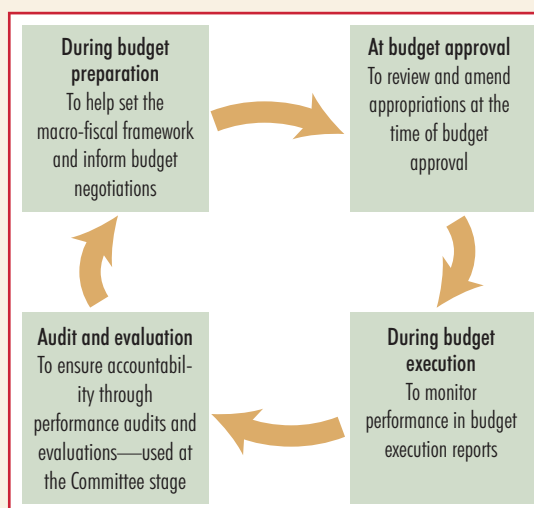 During budget
preparation
To help set the
macro-fiscal framework
and inform budget
negotiations
At budget approval
To review and amend
appropriations at the
time of budget
approval
During budget
execution
To monitor
performance in budget
execution reports
Audit and evaluation
To ensure accountabil-
ity through
performance audits and
evaluations—used at
the Committee stage